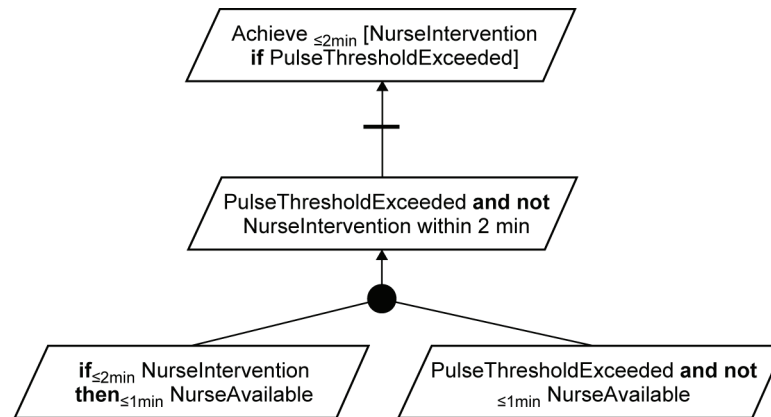 Achieve ≤2min [NurseIntervention
if PulseThresholdExceeded]
PulseThresholdExceeded and not
NurseIntervention within 2 min
if≤2min NurseIntervention
then≤1min NurseAvailable
PulseThresholdExceeded and not
≤1min NurseAvailable